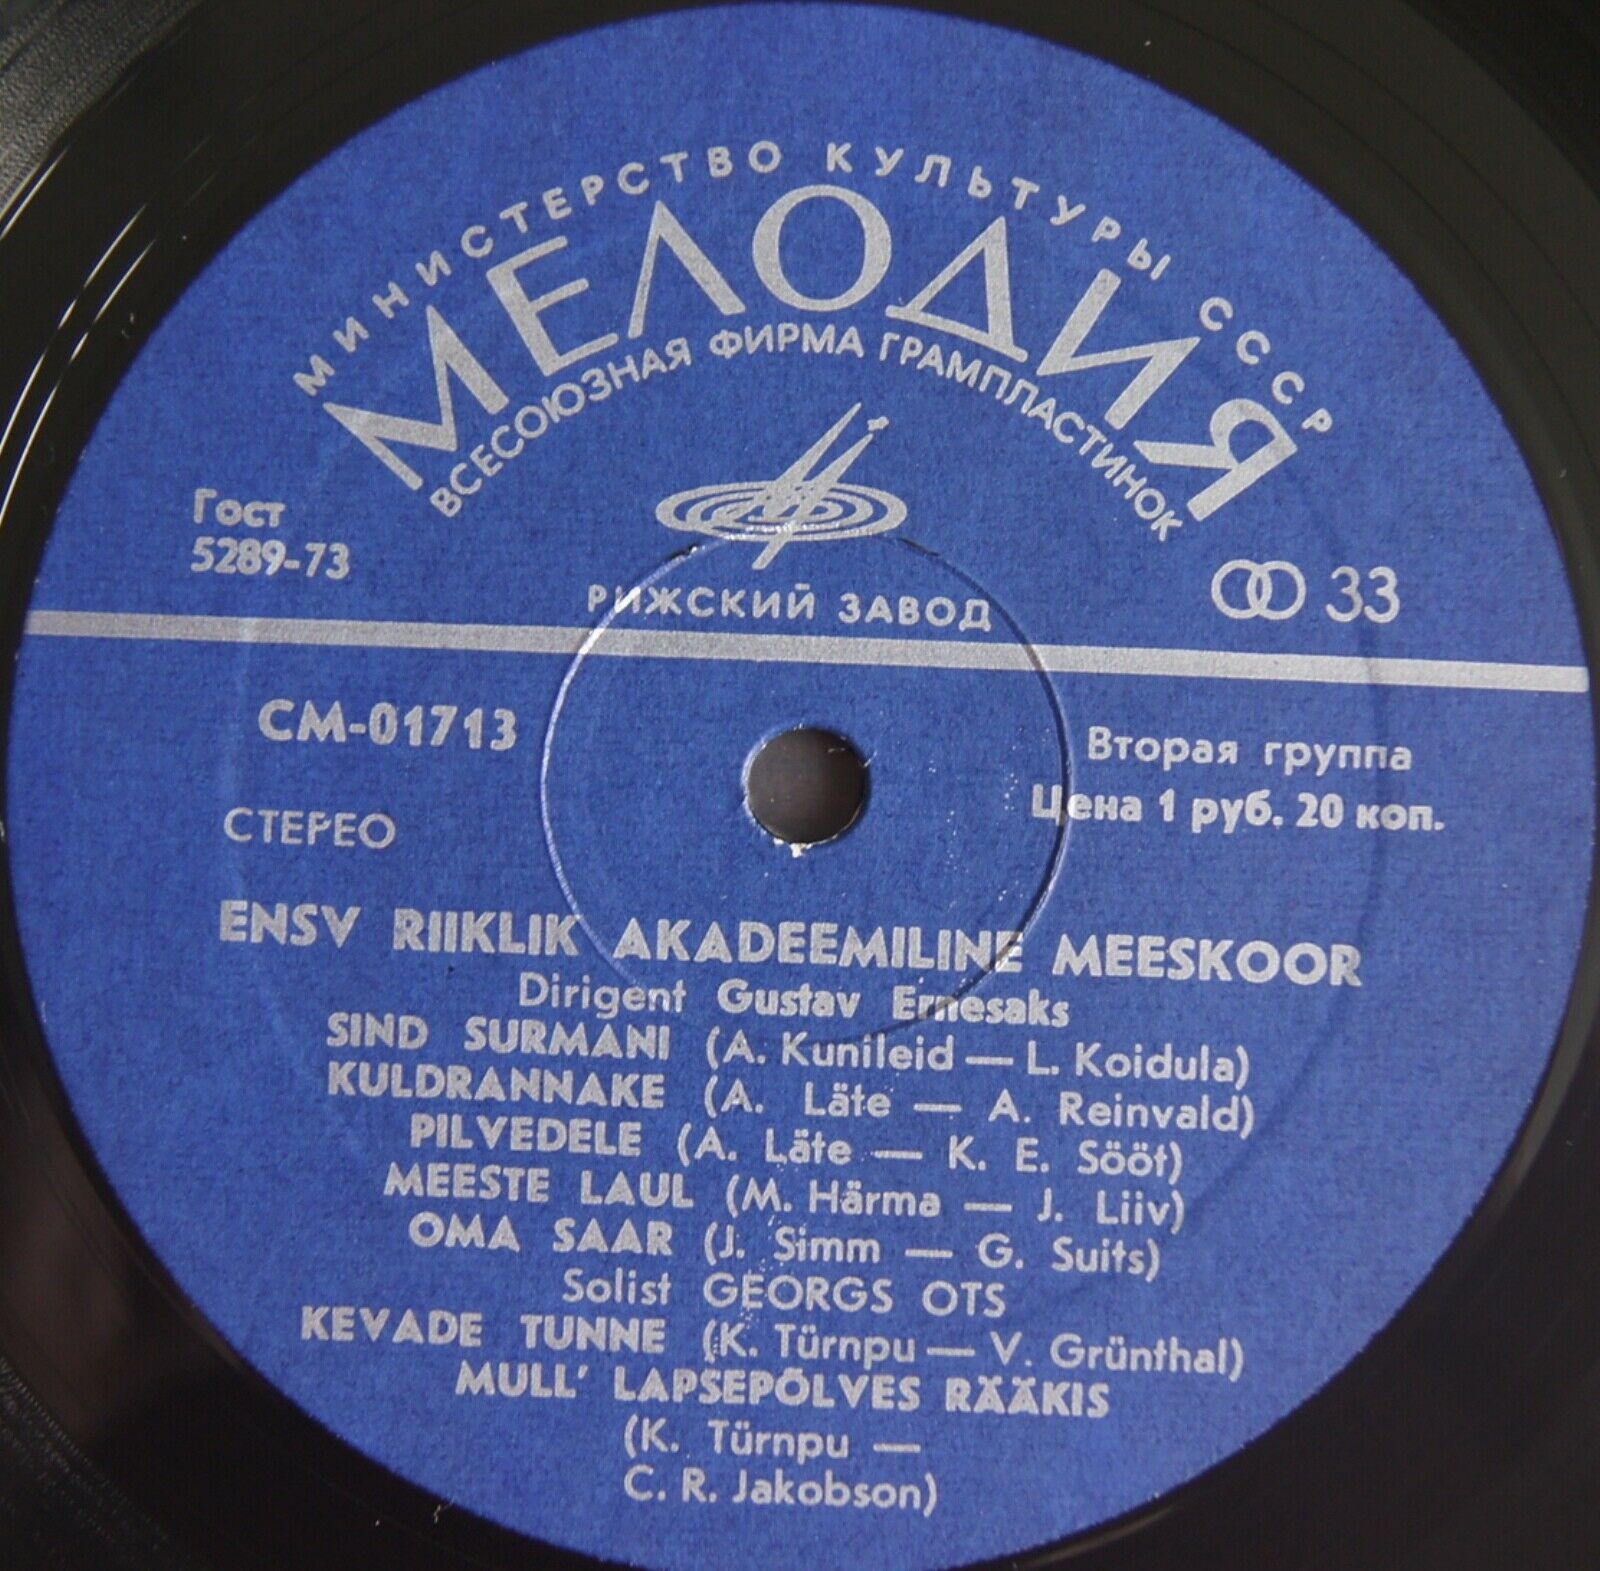 МИНИСТЕРСТВО КУЛЬТУРЫ СССР
МЕЛОДИЯ
ВСЕСОЮЗНАЯ ФИРМА ГРАМПЛАСТИНОК
Гост
5289-73
РИЖСКИЙ ЗАВОД
33
СМ-01713
Вторая группа
Цена 1 руб. 20 коп.
СТЕРЕО
ENSV RIIKLIK AKADEEMILINE MEESKOOR
Dirigent Gustav Ernesaks
SIND SURMANI (A. Kunileid — L. Koidula)
KULDRANNAKE (A. Läte — A. Reinvald)
PILVEDELE (A. Läte — K. E. Sööt)
MEESTE LAUL (M. Härma — J. Liiv)
OMA SAAR (J. Simm — G. Suits)
Solist GEORGS OTS
KEVADE TUNNE (K. Türnpu — V. Grünthal)
MULL' LAPSEPÕLVES RÄÄKIS
(K. Türnpu —
C. R. Jakobson)